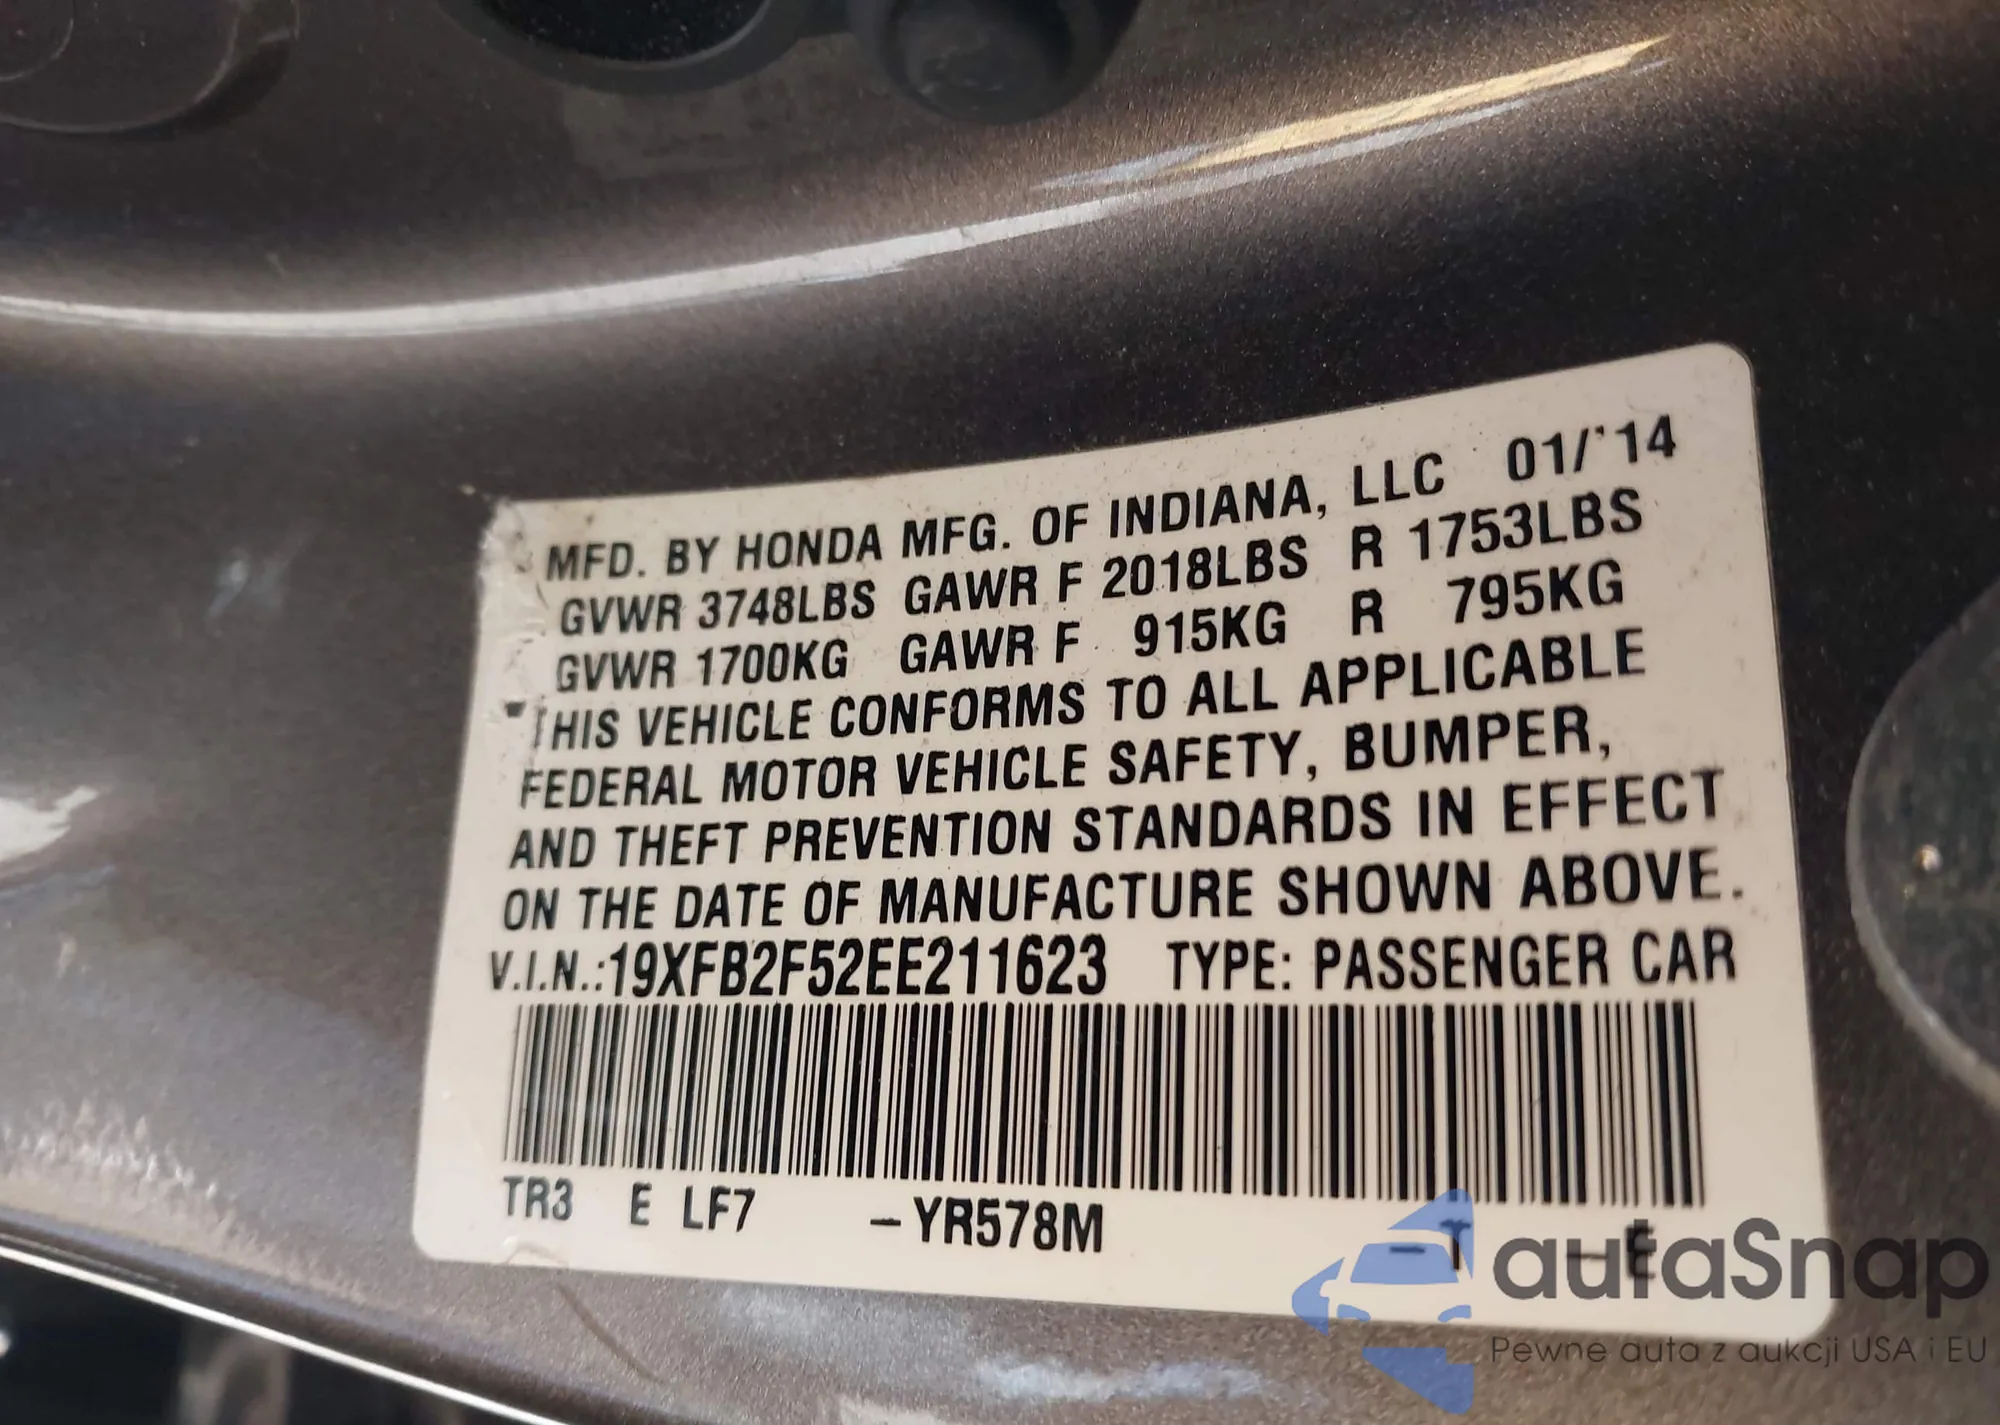 MFD. BY HONDA MFG. OF INDIANA, LLC 01/'14
GVWR 3748LBS GAWR F 2018LBS R 1753LBS
GVWR 1700KG GAWR F 915KG R 795KG
THIS VEHICLE CONFORMS TO ALL APPLICABLE
FEDERAL MOTOR VEHICLE SAFETY, BUMPER,
AND THEFT PREVENTION STANDARDS IN EFFECT
ON THE DATE OF MANUFACTURE SHOWN ABOVE.
V.I.N.:19XFB2F52EE211623 TYPE: PASSENGER CAR
TR3 E LF7 –YR578M –T –E
autaSnap
Pewne auta z aukcji USA i EU